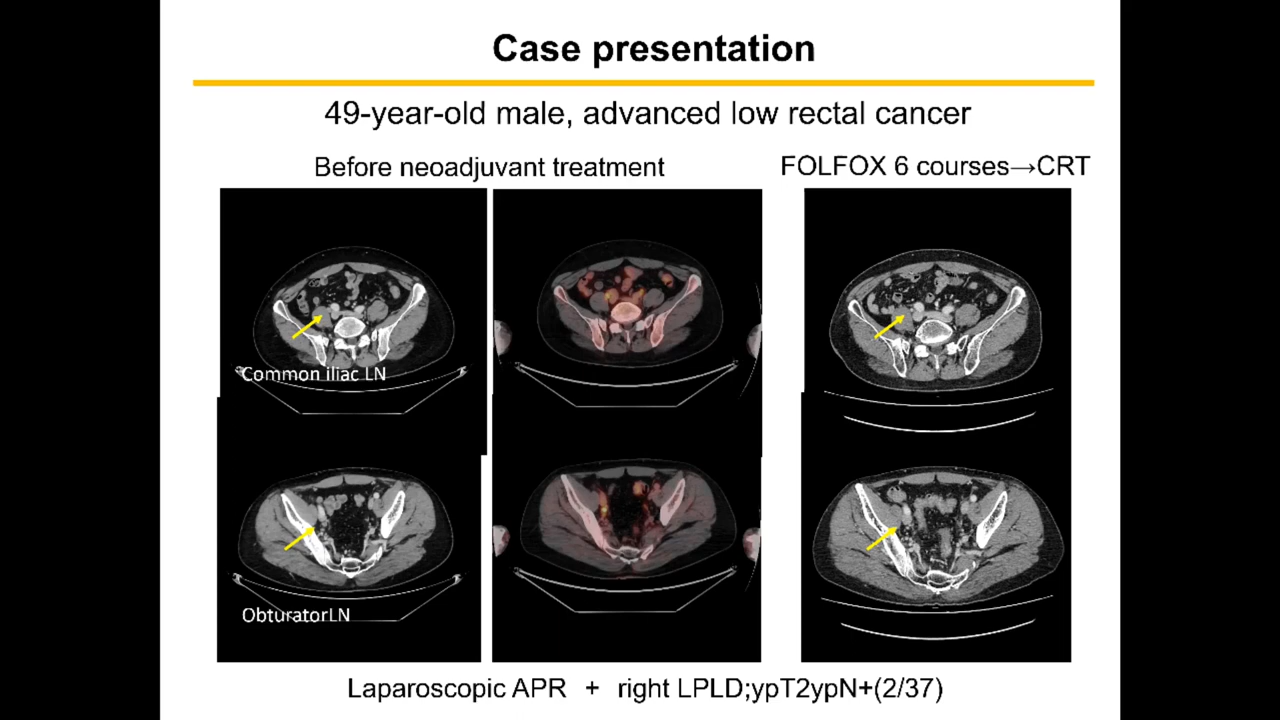 Case presentation
49-year-old male, advanced low rectal cancer
Before neoadjuvant treatment
FOLFOX 6 courses→CRT
Common iliac LN
ObturatorLN
Laparoscopic APR + right LPLD;ypT2ypN+(2/37)